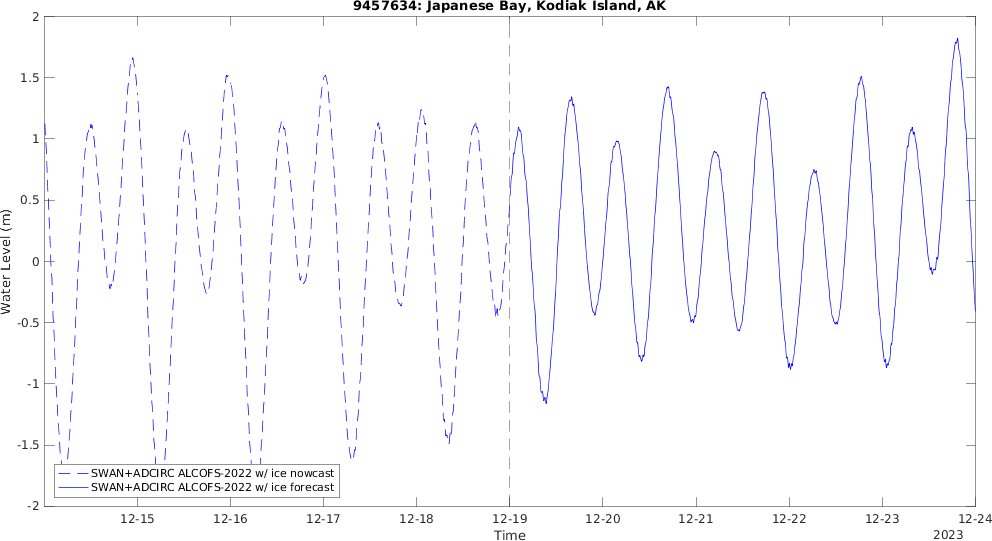 9457634: Japanese Bay, Kodiak Island, AK
2
1.5
1
0.5
0
-0.5
-1
-1.5
-2
Water Level (m)
SWAN+ADCIRC ALCOFS-2022 w/ ice nowcast
SWAN+ADCIRC ALCOFS-2022 w/ ice forecast
12-15 12-16 12-17 12-18 12-19 12-20 12-21 12-22 12-23 12-24
Time
2023